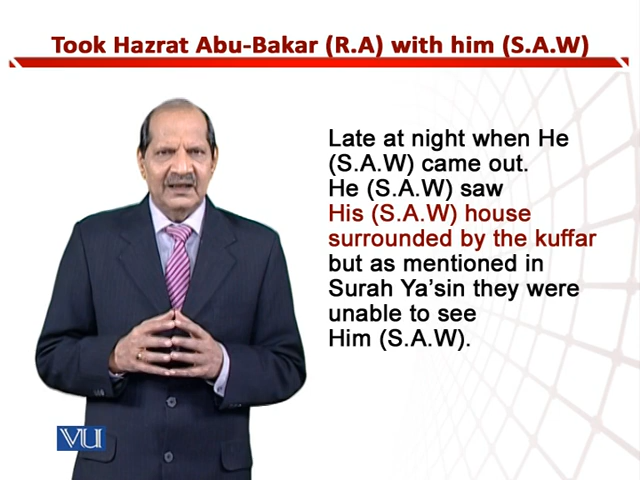 Took Hazrat Abu-Bakar (R.A) with him (S.A.W)
Late at night when He
(S.A.W) came out.
He (S.A.W) saw
His (S.A.W) house
surrounded by the kuffar
but as mentioned in
Surah Ya’sin they were
unable to see
Him (S.A.W).
VU